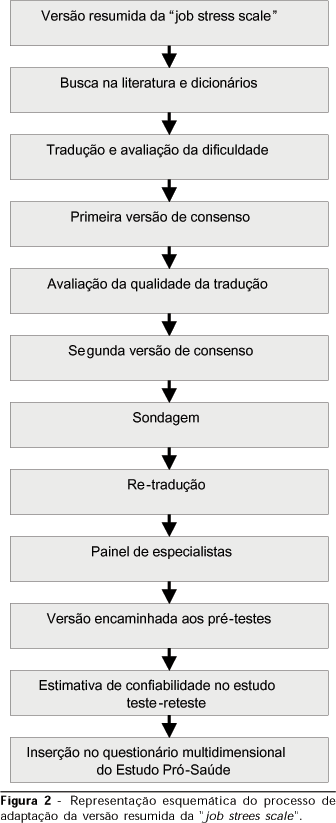 Versão resumida da “job stress scale”
Busca na literatura e dicionários
Tradução e avaliação da dificuldade
Primeira versão de consenso
Avaliação da qualidade da tradução
Segunda versão de consenso
Sondagem
Re-tradução
Painel de especialistas
Versão encaminhada aos pré-testes
Estimativa de confiabilidade no estudo
teste-reteste
Inserção no questionário multidimensional
do Estudo Pró-Saúde
Figura 2 - Representação esquemática do processo de
adaptação da versão resumida da "job strees scale".